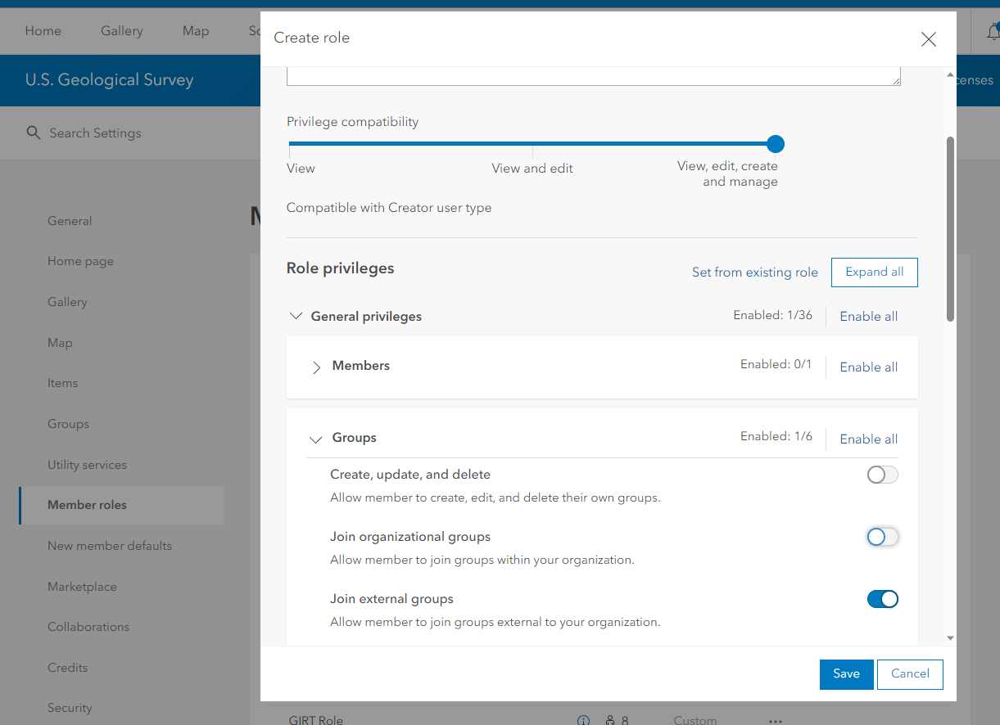 Home
Gallery
Map
Create role
U.S. Geological Survey
Search Settings
General
Home page
Gallery
Map
Items
Groups
Utility services
Member roles
New member defaults
Marketplace
Collaborations
Credits
Security
Privilege compatibility
View
View and edit
View, edit, create
and manage
Compatible with Creator user type
Role privileges
Set from existing role
Expand all
General privileges
Enabled: 1/36
Enable all
Members
Enabled: 0/1
Enable all
Groups
Enabled: 1/6
Enable all
Create, update, and delete
Allow member to create, edit, and delete their own groups.
Join organizational groups
Allow member to join groups within your organization.
Join external groups
Allow member to join groups external to your organization.
Save
Cancel
GIRT Role
8
Custom